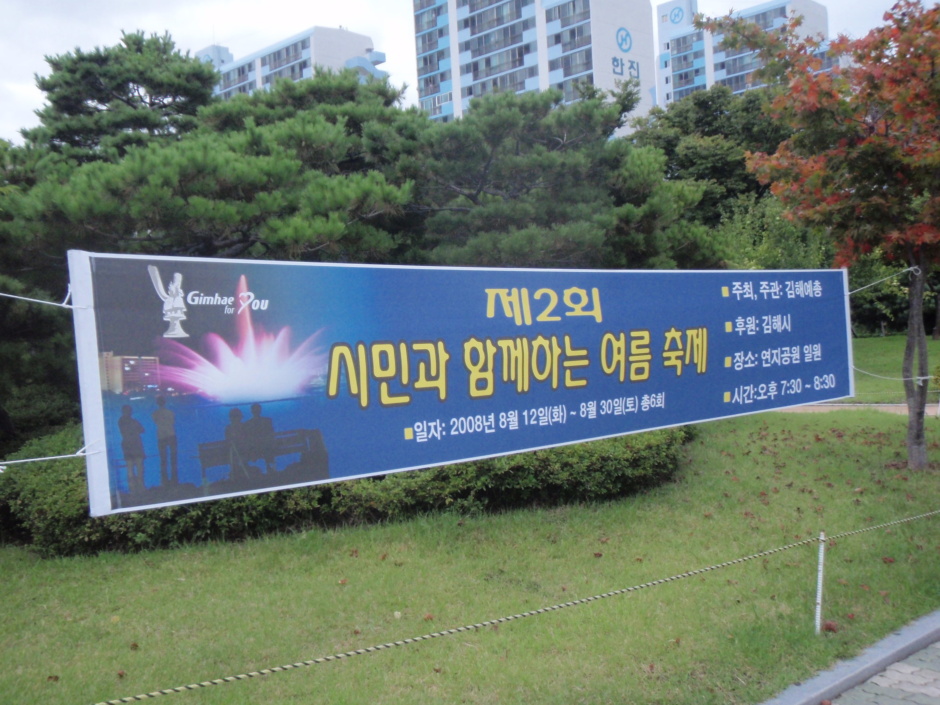 한진
Gimhae
for YOU
제2회
시민과 함께하는 여름 축제
■일자: 2008년 8월 12일(화) ~ 8월 30일(토) 총6회
■ 주최, 주관: 김해예총
■ 후원: 김해시
■ 장소: 연지공원 일원
■ 시간:오후 7:30 ~ 8:30